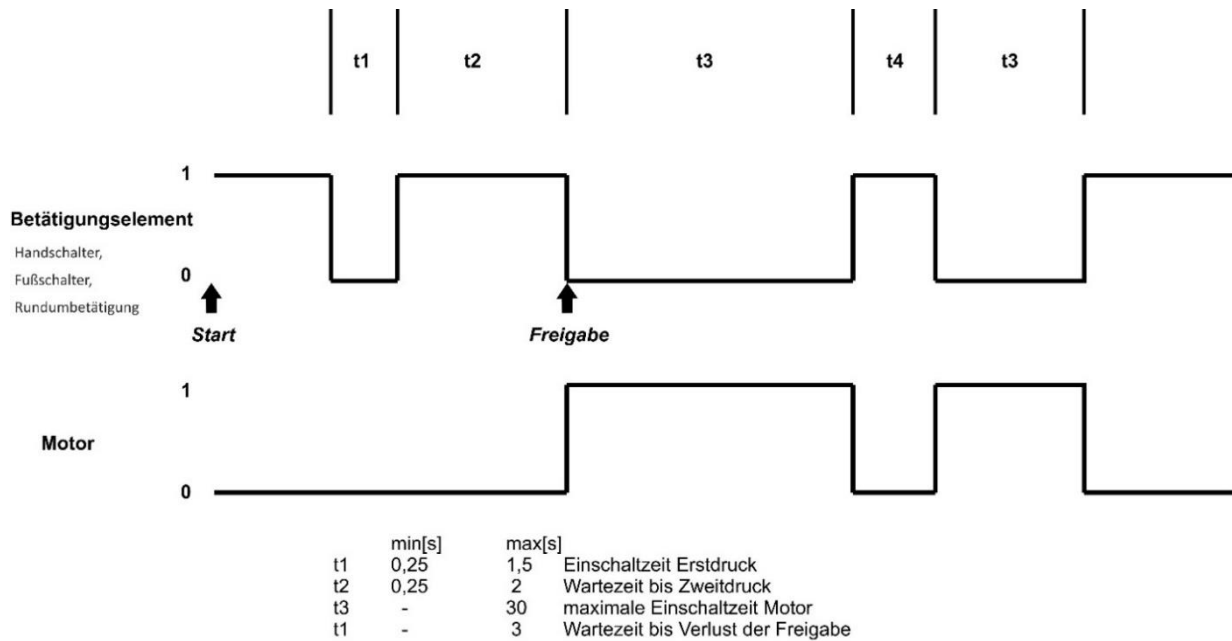 t1 t2 t3 t4 t3
1
Betätigungselement
Handschalter,
0
Fußschalter,
Rundumbetätigung
Start Freigabe
1
Motor
0
min[s] max[s]
t1 0,25 1,5 Einschaltzeit Erstdruck
t2 0,25 2 Wartezeit bis Zweitdruck
t3 - 30 maximale Einschaltzeit Motor
t1 - 3 Wartezeit bis Verlust der Freigabe